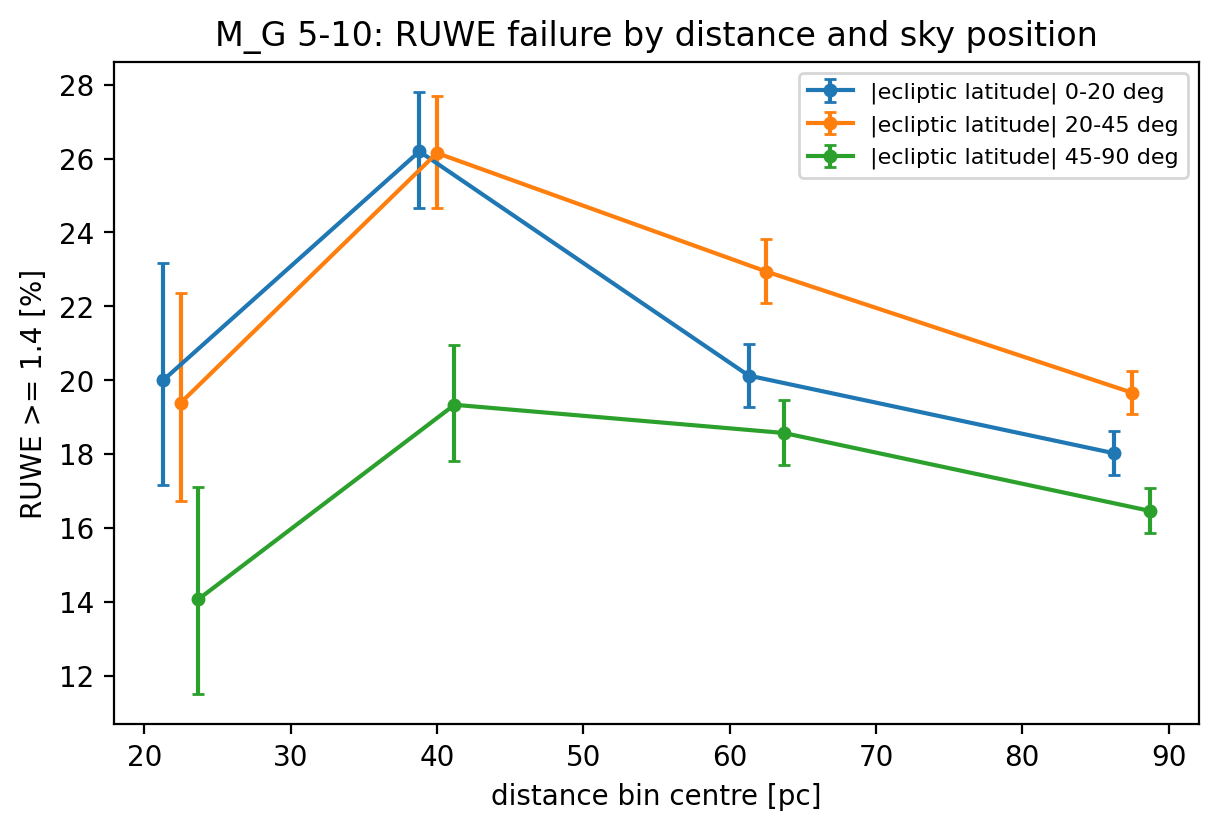 M_G 5-10: RUWE failure by distance and sky position
|ecliptic latitude| 0-20 deg
|ecliptic latitude| 20-45 deg
|ecliptic latitude| 45-90 deg
RUWE >= 1.4 [%]
28
26
24
22
20
18
16
14
12
20 30 40 50 60 70 80 90
distance bin centre [pc]